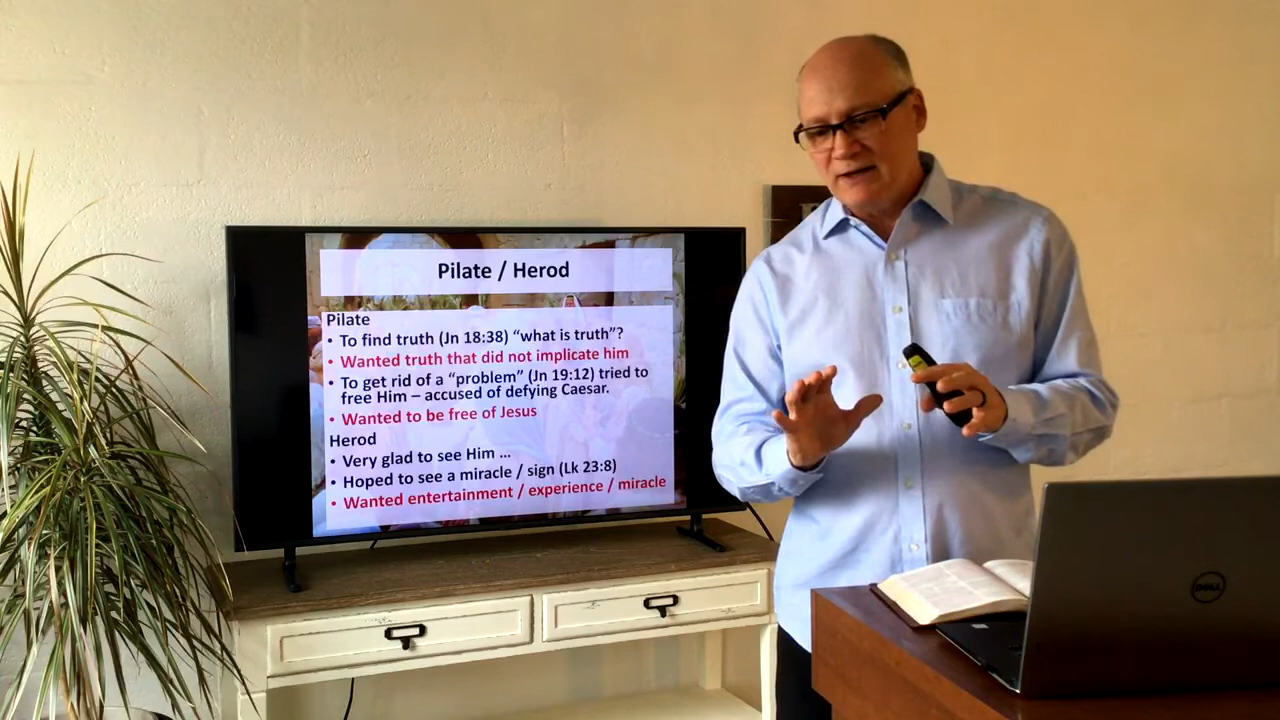 Pilate / Herod
Pilate
• To find truth (Jn 18:38) “what is truth”?
• Wanted truth that did not implicate him
• To get rid of a “problem” (Jn 19:12) tried to
free Him – accused of defying Caesar.
• Wanted to be free of Jesus
Herod
• Very glad to see Him ...
• Hoped to see a miracle / sign (Lk 23:8)
• Wanted entertainment / experience / miracle
DELL